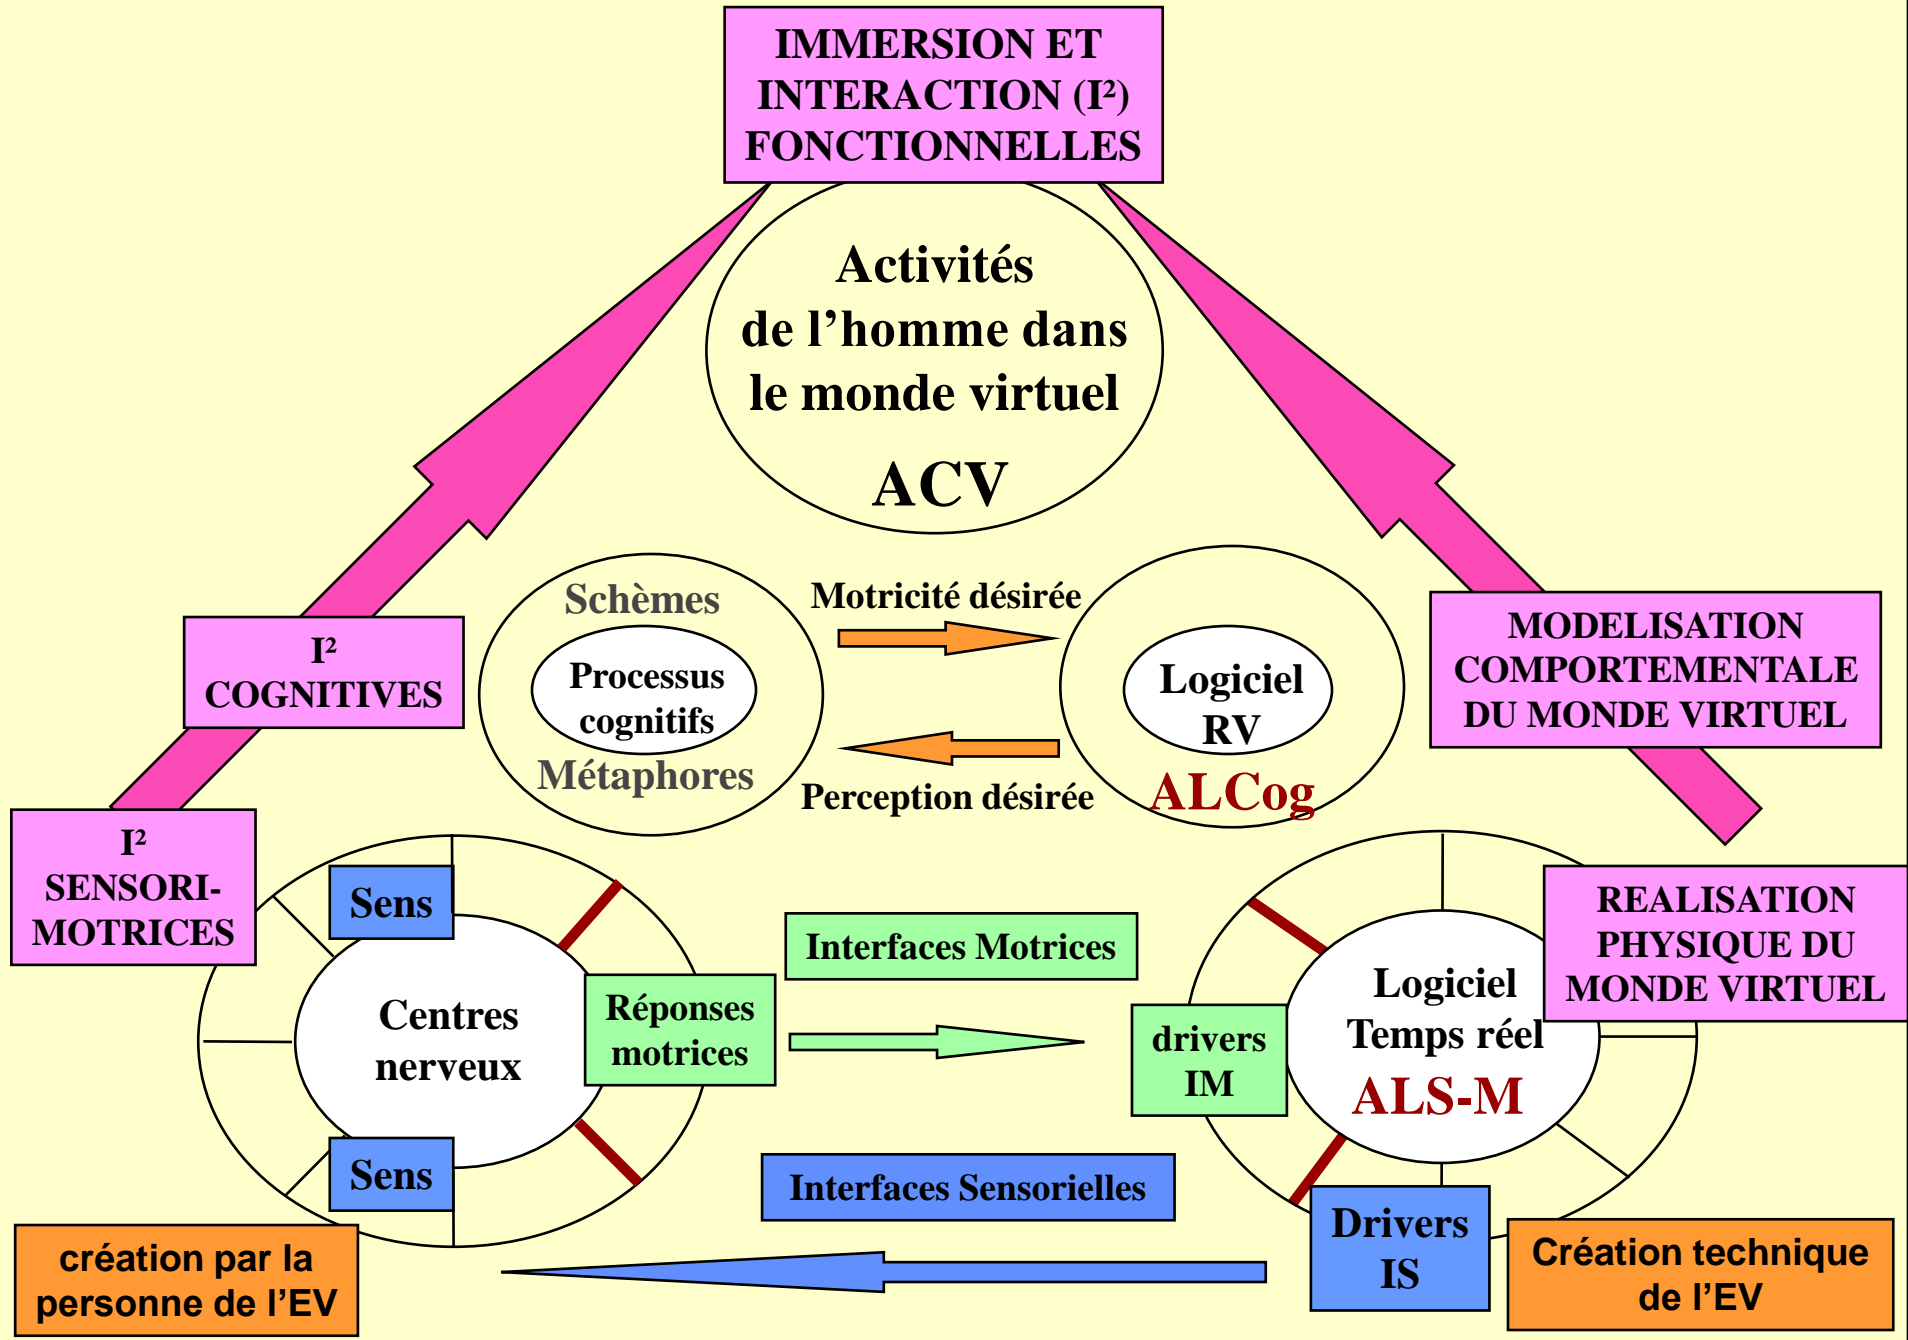 IMMERSION ET
INTERACTION (I²)
FONCTIONNELLES
Activités
de l’homme dans
le monde virtuel
ACV
Schèmes
Processus
cognitifs
Métaphores
Motricité désirée
Perception désirée
Logiciel
RV
ALCog
I²
COGNITIVES
MODELISATION
COMPORTEMENTALE
DU MONDE VIRTUEL
I²
SENSORI-
MOTRICES
Sens
Centres
nerveux
Sens
Réponses
motrices
Interfaces Motrices
drivers
IM
Logiciel
Temps réel
ALS-M
REALISATION
PHYSIQUE DU
MONDE VIRTUEL
Interfaces Sensorielles
Drivers
IS
création par la
personne de l’EV
Création technique
de l’EV